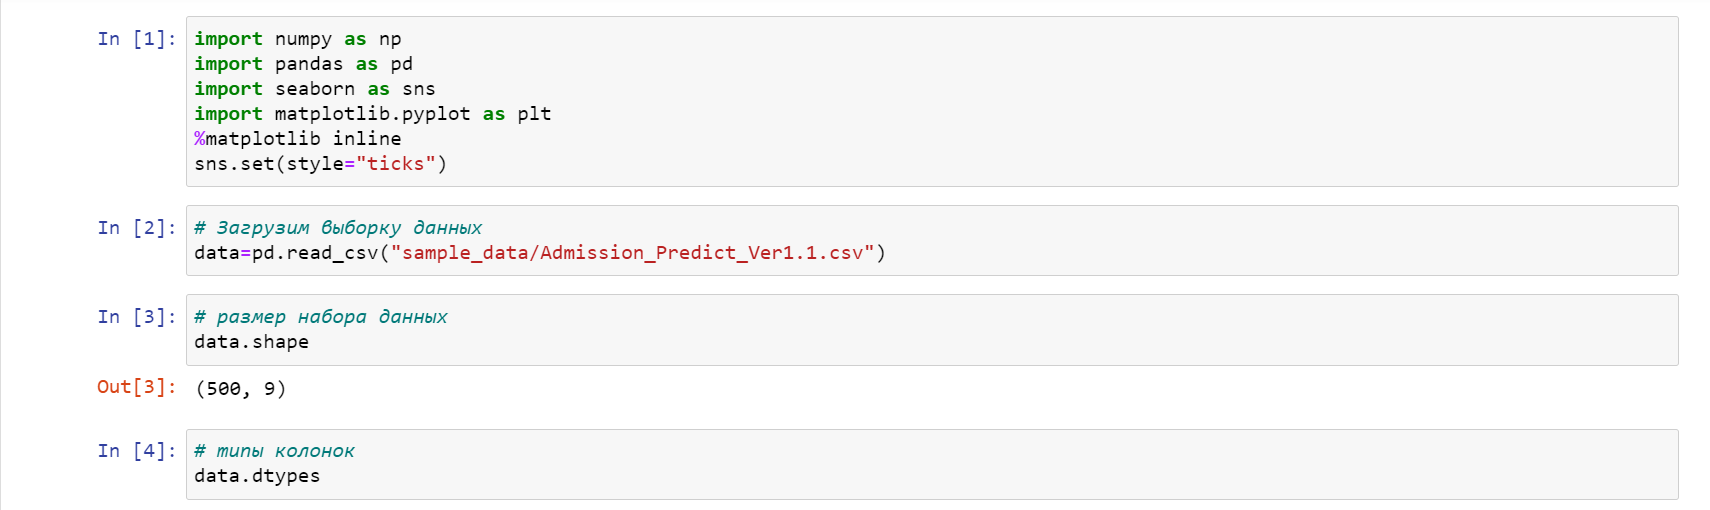 In [1]: import numpy as np
import pandas as pd
import seaborn as sns
import matplotlib.pyplot as plt
%matplotlib inline
sns.set(style="ticks")
In [2]: # Загрузим выборку данных
data=pd.read_csv("sample_data/Admission_Predict_Ver1.1.csv")
In [3]: # размер набора данных
data.shape
Out[3]: (500, 9)
In [4]: # типы колонок
data.dtypes